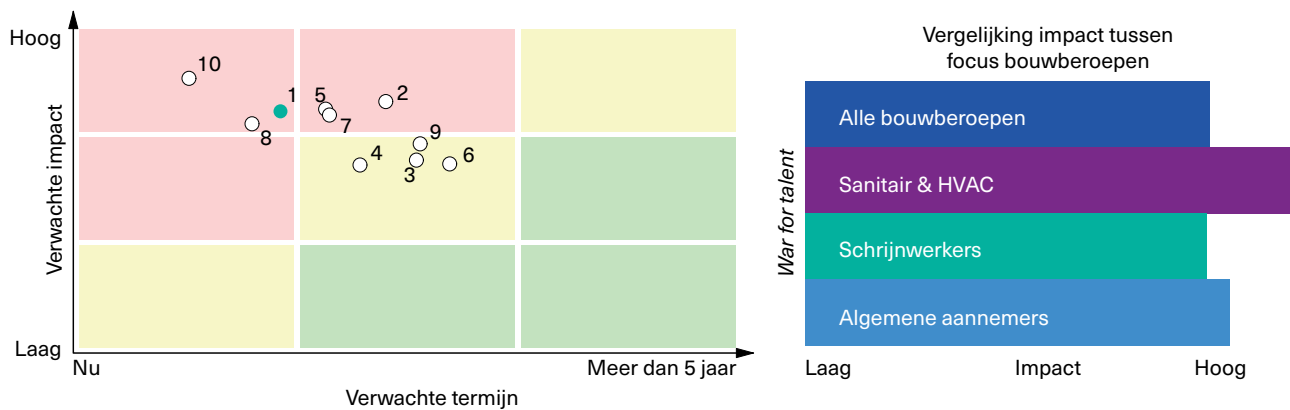 Hoog
Verwachte impact
Laag
10
1
8
5
7
2
4
9
3
6
Nu
Meer dan 5 jaar
Verwachte termijn
Vergelijking impact tussen
focus bouwberoepen
War for talent
Alle bouwberoepen
Sanitair & HVAC
Schrijnwerkers
Algemene aannemers
Laag
Impact
Hoog